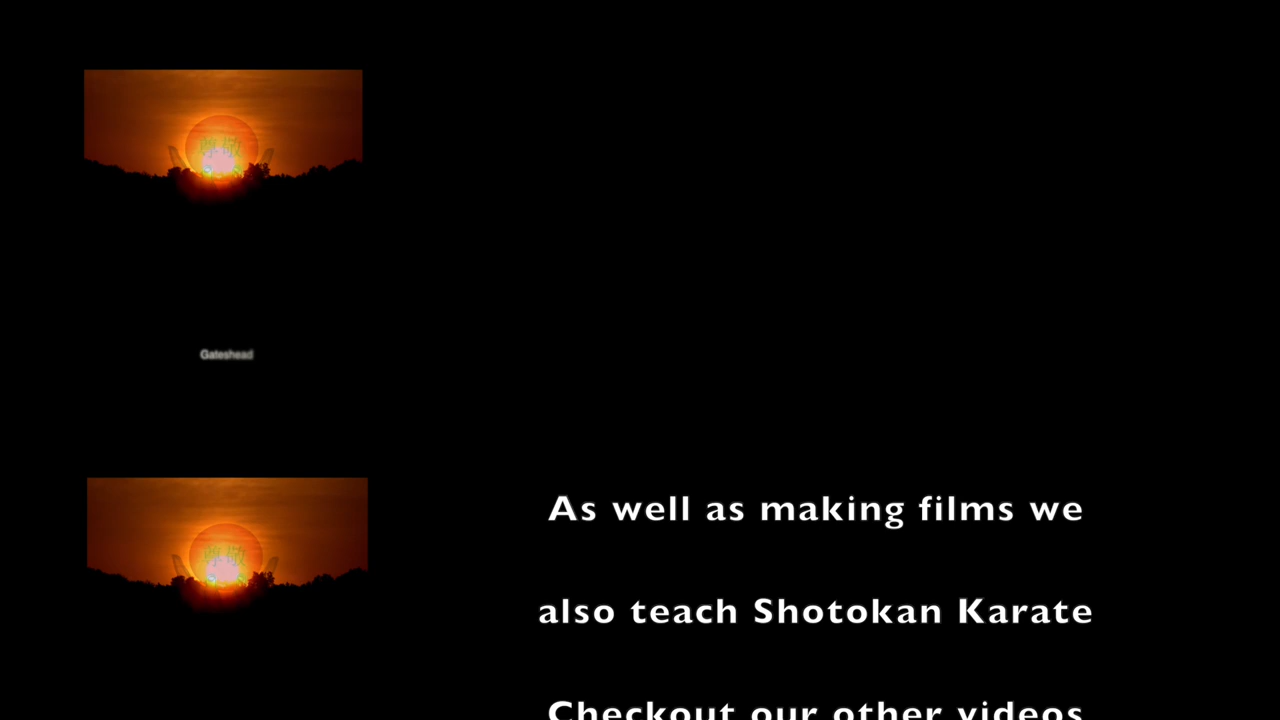 Gateshead
As well as making films we
also teach Shotokan Karate
Checkout our other videos